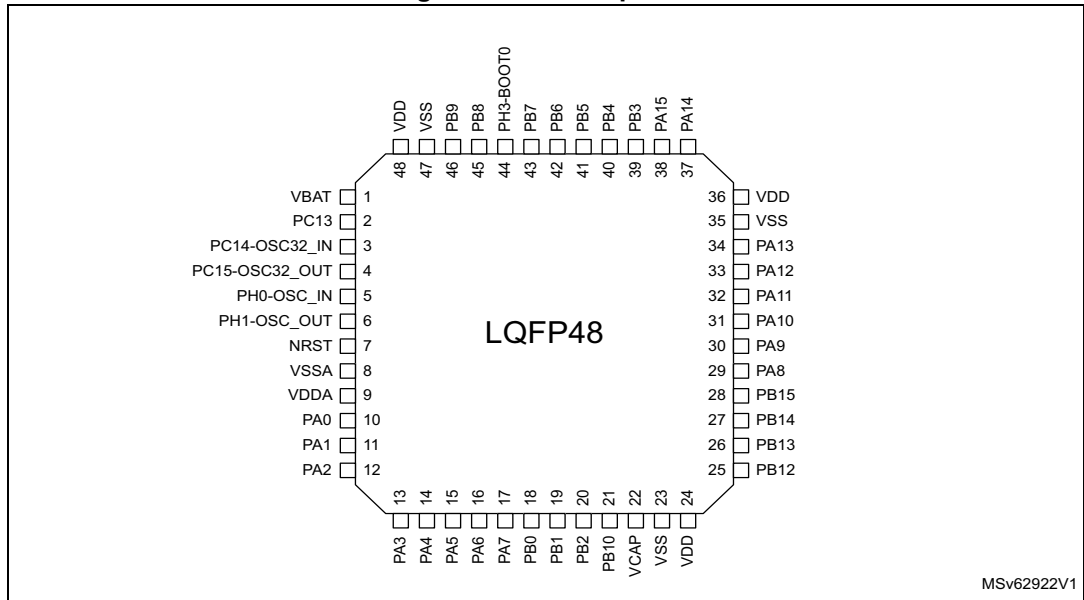 VDD
VSS
PB9
PB8
PH3-BOOT0
PB7
PB6
PB5
PB4
PB3
PA15
PA14
48 47 46 45 44 43 42 41 40 39 38 37
VBAT 1
PC13 2
PC14-OSC32_IN 3
PC15-OSC32_OUT 4
PH0-OSC_IN 5
PH1-OSC_OUT 6
NRST 7
VSSA 8
VDDA 9
PA0 10
PA1 11
PA2 12
LQFP48
36 VDD
35 VSS
34 PA13
33 PA12
32 PA11
31 PA10
30 PA9
29 PA8
28 PB15
27 PB14
26 PB13
25 PB12
13 14 15 16 17 18 19 20 21 22 23 24
PA3
PA4
PA5
PA6
PA7
PB0
PB1
PB2
PB10
VCAP
VSS
VDD
MSv62922V1